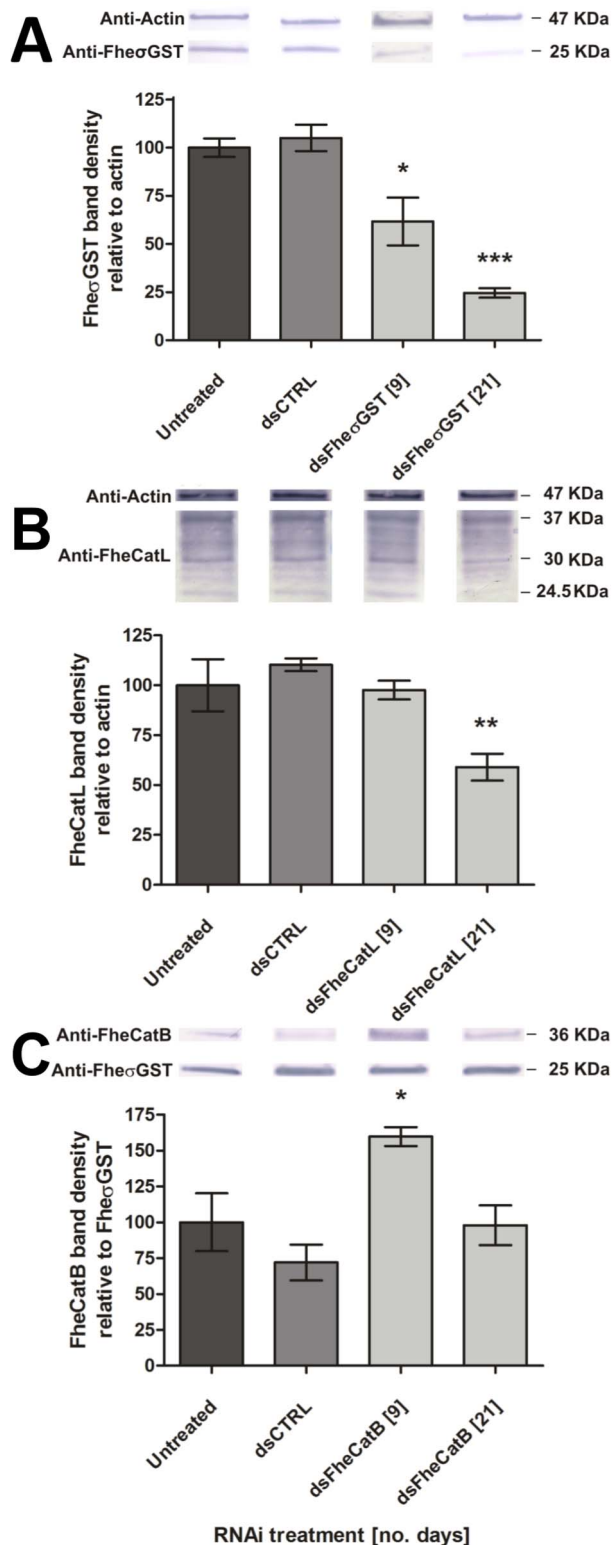 A
Anti-Actin
– 47 KDa
Anti-FheσGST
– 25 KDa
FheσGST band density
relative to actin
125
100
75
50
25
0
*
***
Untreated
dsCTRL
dsFheσGST [9]
dsFheσGST [21]
B
Anti-Actin
– 47 KDa
– 37 KDa
Anti-FheCatL
– 30 KDa
– 24.5 KDa
FheCatL band density
relative to actin
125
100
75
50
25
0
**
Untreated
dsCTRL
dsFheCatL [9]
dsFheCatL [21]
C
Anti-FheCatB
– 36 KDa
Anti-FheσGST
– 25 KDa
FheCatB band density
relative to FheσGST
175
150
125
100
75
50
25
0
*
Untreated
dsCTRL
dsFheCatB [9]
dsFheCatB [21]
RNAi treatment [no. days]